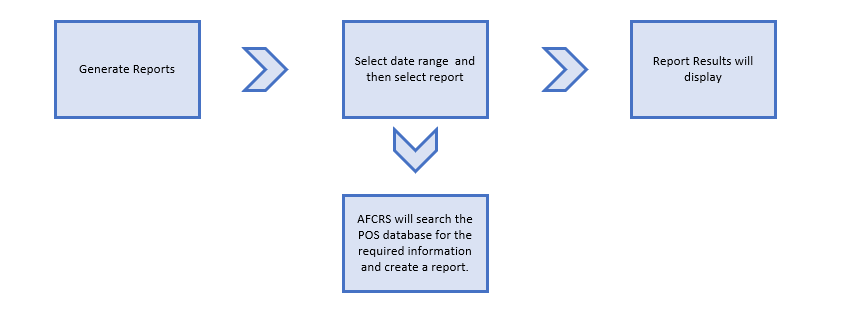 Generate Reports
Select date range  and
then select report
Report Results will
display
AFCRS will search the
POS database for the
required information
and create a report.